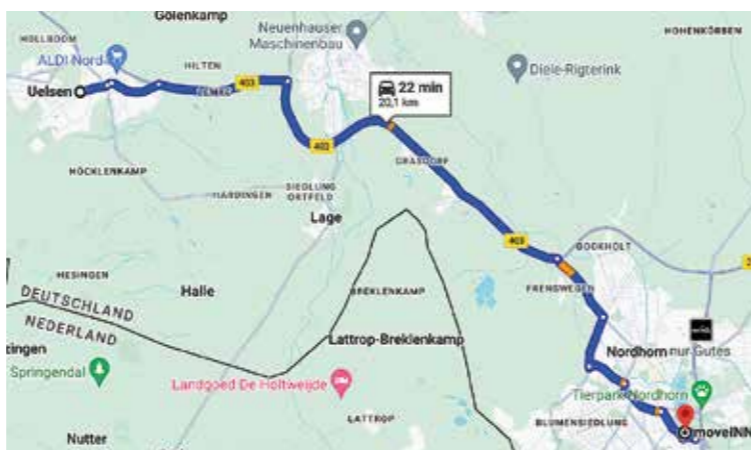 Golenkamp
HOHENKÖRBEN
Neuenhauser
Maschinenbau
HOLLBOOM
ALDI Nord
HILTEN
Diele-Rigterink
Uelsen
403
22 min
20,1 km
403
GRASDORF
HÖCKLENKAMP
HARDINGEN
SIEDLUNG
ORTFELD
Lage
403
BOOKHOLT
HESINGEN
FRENSWEGEN
Halle
BREKLENKAMP
DEUTSCHLAND
NEDERLAND
Lattrop-Breklenkamp
Nordhorn
nur Gutes
Springendal
Landgoed De Holtweijde
Tierpark Nordhorn
LATTROP
BLUMENSIEDLUNG
moveINN
Nutter